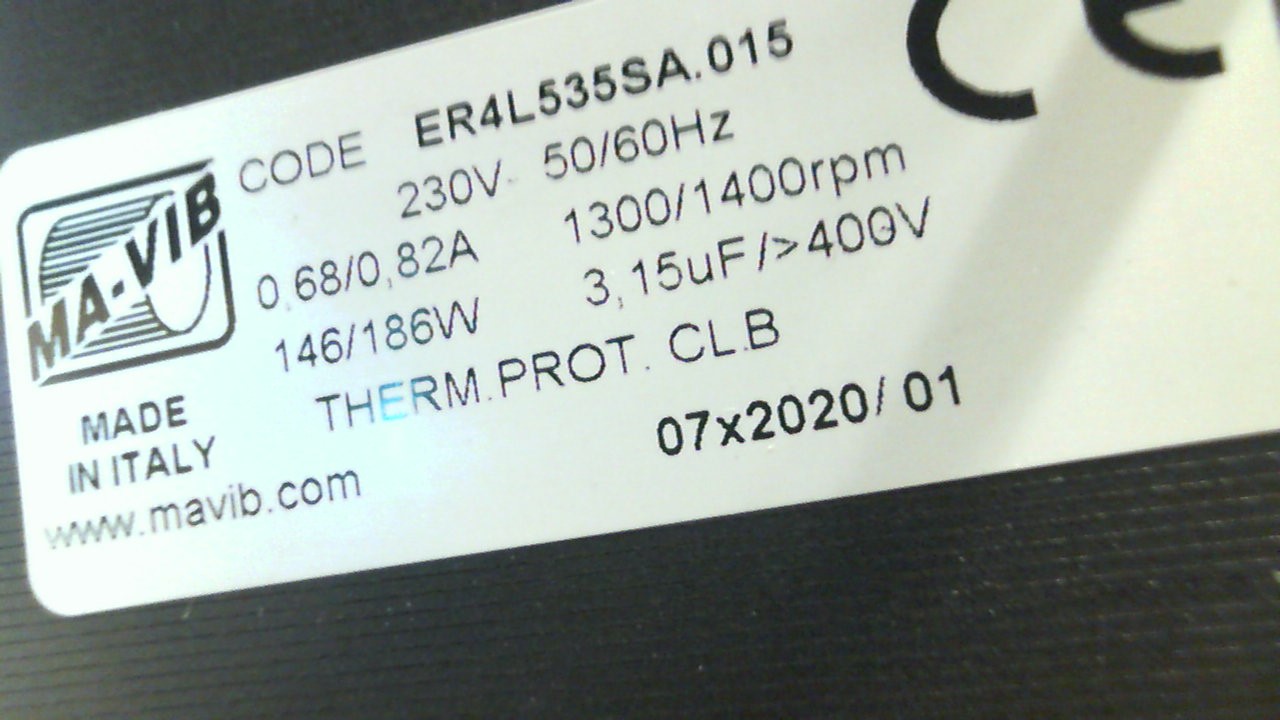 CE
CODE ER4L535SA.015
230V 50/60Hz
0,68/0,82A 1300/1400rpm
146/186W 3,15uF/>400V
THERM.PROT. CL.B
07x2020/ 01
MA-VIB
MADE
IN ITALY
www.mavib.com